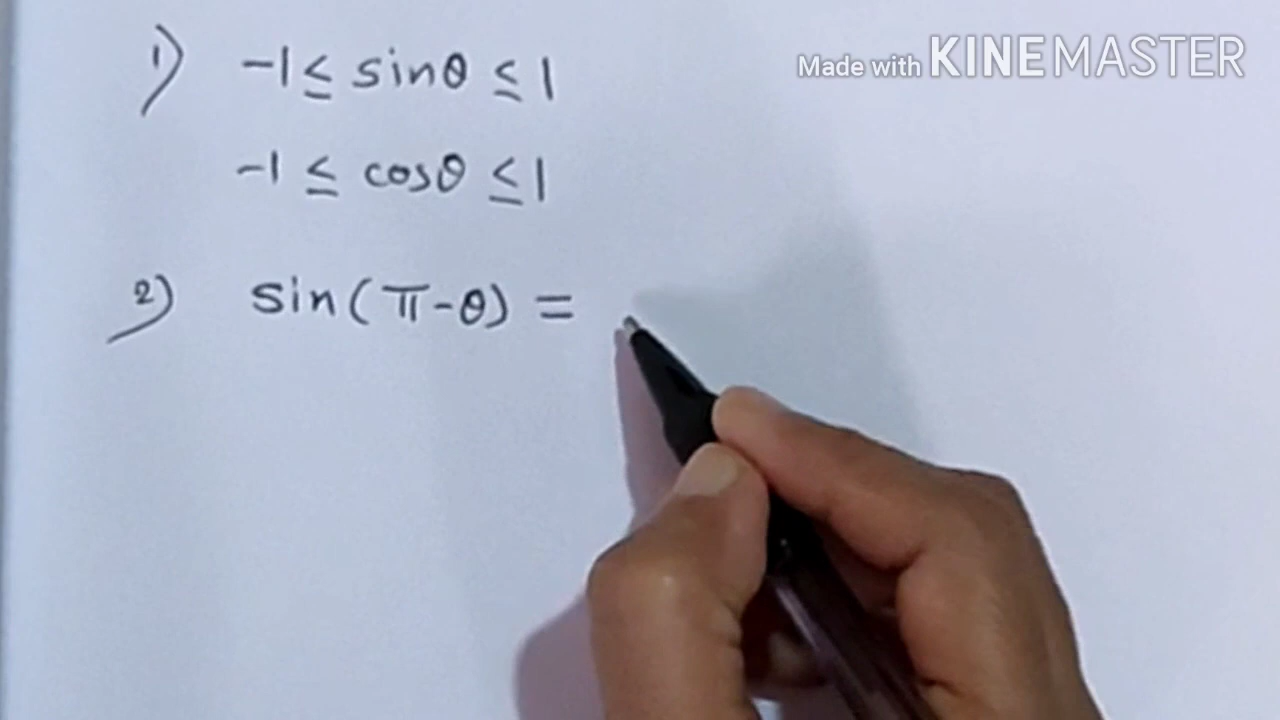 Made with KINEMASTER
1) -1 ≤ sinθ ≤ 1
-1 ≤ cosθ ≤ 1
2) sin(π-θ) =